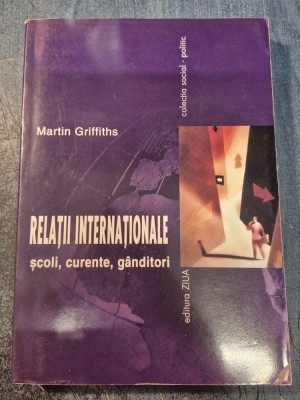 Martin Griffiths
RELAȚII INTERNAȚIONALE
școli, curente, gânditori
colecția social - politic
editura ZIUA